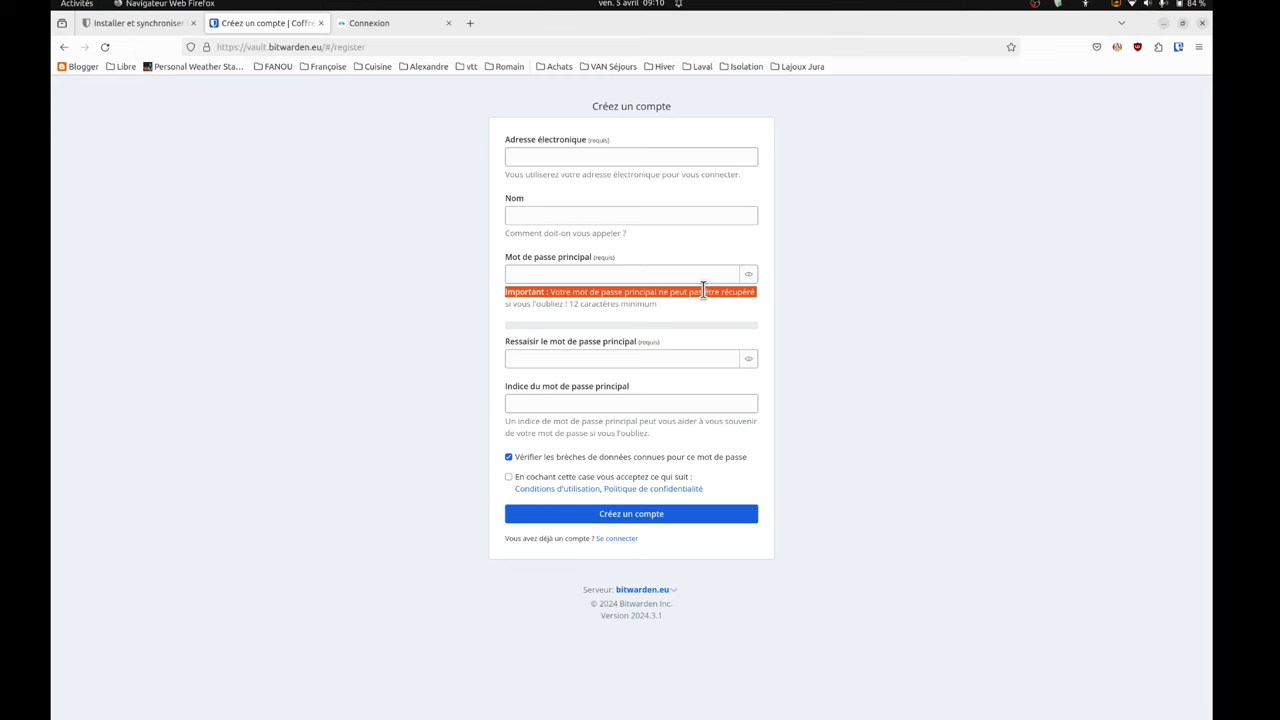 Activités
Navigateur Web Firefox
ven. 5 avril 09:10
84 %
Installer et synchroniser
Créez un compte | Coffre
Connexion
https://vault.bitwarden.eu/#/register
Blogger
Libre
Personal Weather Sta...
FANOU
Françoise
Cuisine
Alexandre
vtt
Romain
Achats
VAN Séjours
Hiver
Laval
Isolation
Lajoux Jura
Créez un compte
Adresse électronique (requis)
Vous utiliserez votre adresse électronique pour vous connecter.
Nom
Comment doit-on vous appeler ?
Mot de passe principal (requis)
Important : Votre mot de passe principal ne peut pas être récupéré
si vous l'oubliez ! 12 caractères minimum
Ressaisir le mot de passe principal (requis)
Indice du mot de passe principal
Un indice de mot de passe principal peut vous aider à vous souvenir
de votre mot de passe si vous l'oubliez.
Vérifier les brèches de données connues pour ce mot de passe
En cochant cette case vous acceptez ce qui suit :
Conditions d'utilisation, Politique de confidentialité
Créez un compte
Vous avez déjà un compte ? Se connecter
Serveur: bitwarden.eu
© 2024 Bitwarden Inc.
Version 2024.3.1